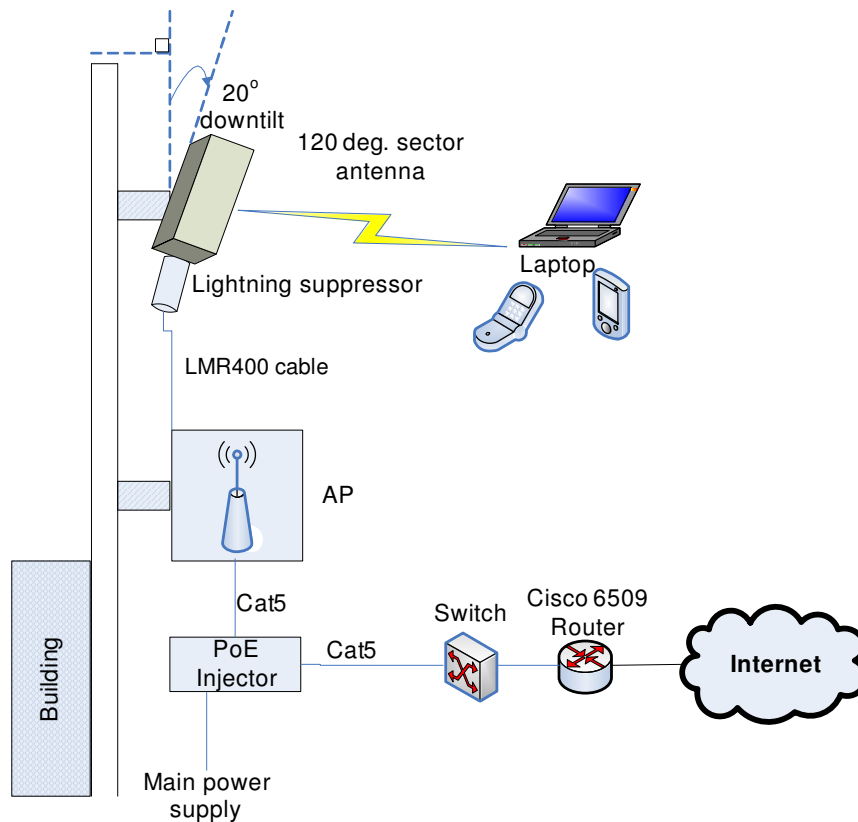 20°
downtilt
120 deg. sector
antenna
Laptop
Lightning suppressor
LMR400 cable
AP
Cat5
PoE
Injector
Cat5
Switch
Cisco 6509
Router
Internet
Building
Main power
supply